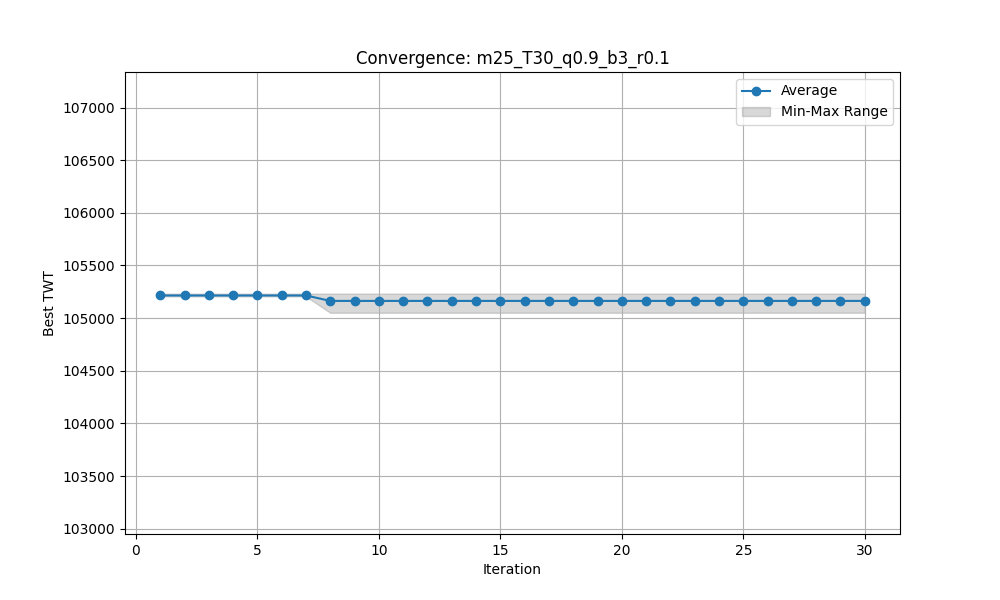 Convergence: m25_T30_q0.9_b3_r0.1
Average
Min-Max Range
Best TWT
107000
106500
106000
105500
105000
104500
104000
103500
103000
0 5 10 15 20 25 30
Iteration